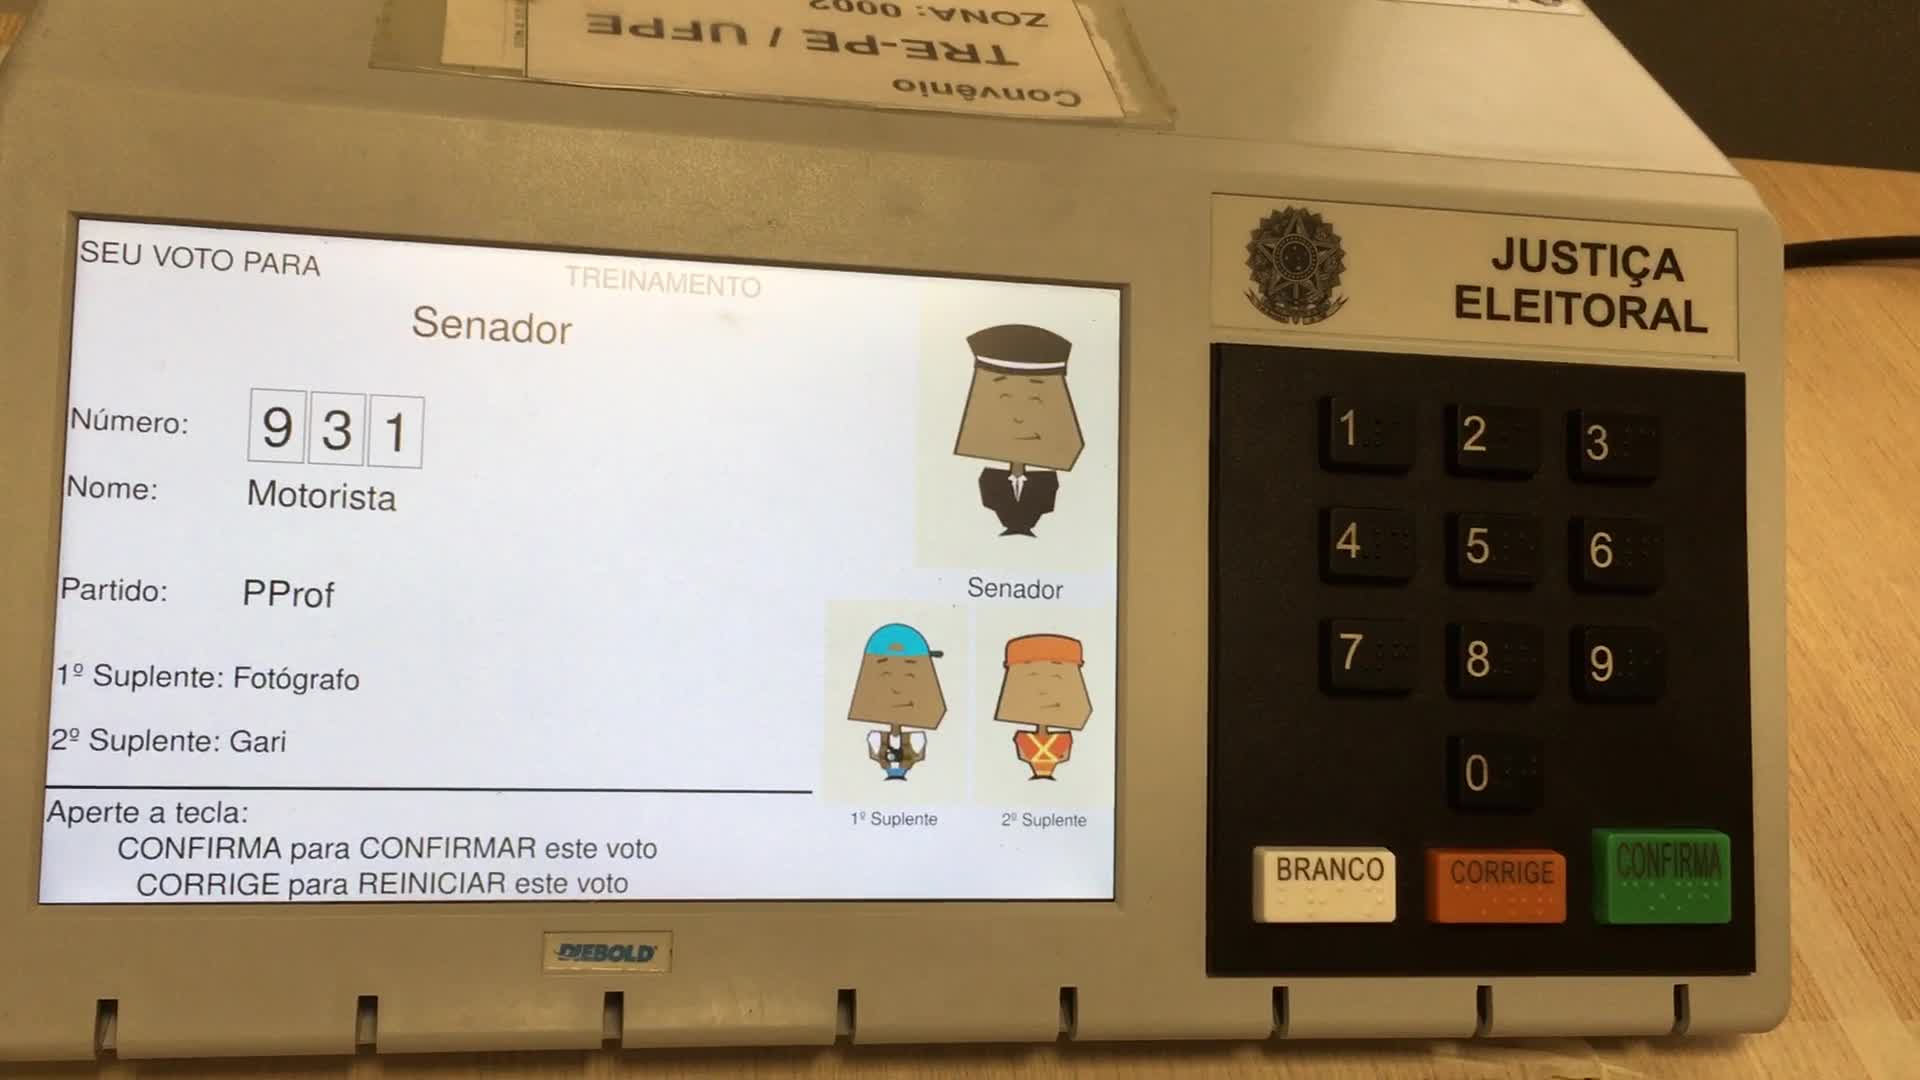 ZONA: 0002
TRE-PE / UFPE
Convênio
SEU VOTO PARA
TREINAMENTO
Senador
Número: 9 3 1
Nome: Motorista
Partido: PProf
1º Suplente: Fotógrafo
2º Suplente: Gari
Senador
1º Suplente
2º Suplente
Aperte a tecla:
CONFIRMA para CONFIRMAR este voto
CORRIGE para REINICIAR este voto
DIEBOLD
JUSTIÇA
ELEITORAL
1 2 3
4 5 6
7 8 9
0
BRANCO CORRIGE CONFIRMA